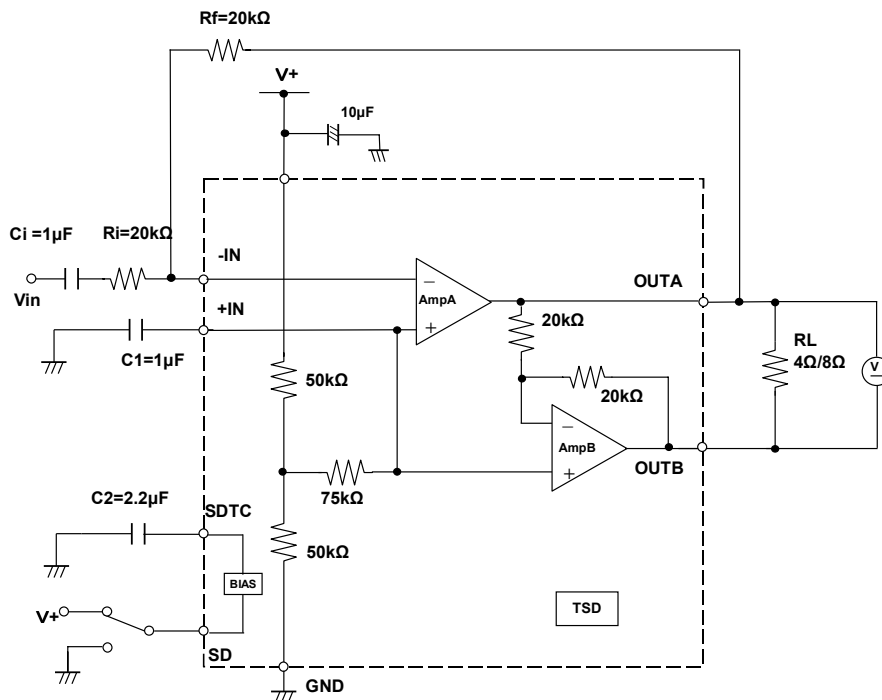 Rf=20kΩ
V+
10µF
Ci =1µF
Ri=20kΩ
-IN
Vin
+IN
C1=1µF
−
AmpA
+
OUTA
20kΩ
RL
4Ω/8Ω
V
50kΩ
20kΩ
−
AmpB
+
75kΩ
OUTB
C2=2.2µF
SDTC
50kΩ
BIAS
TSD
V+
SD
GND